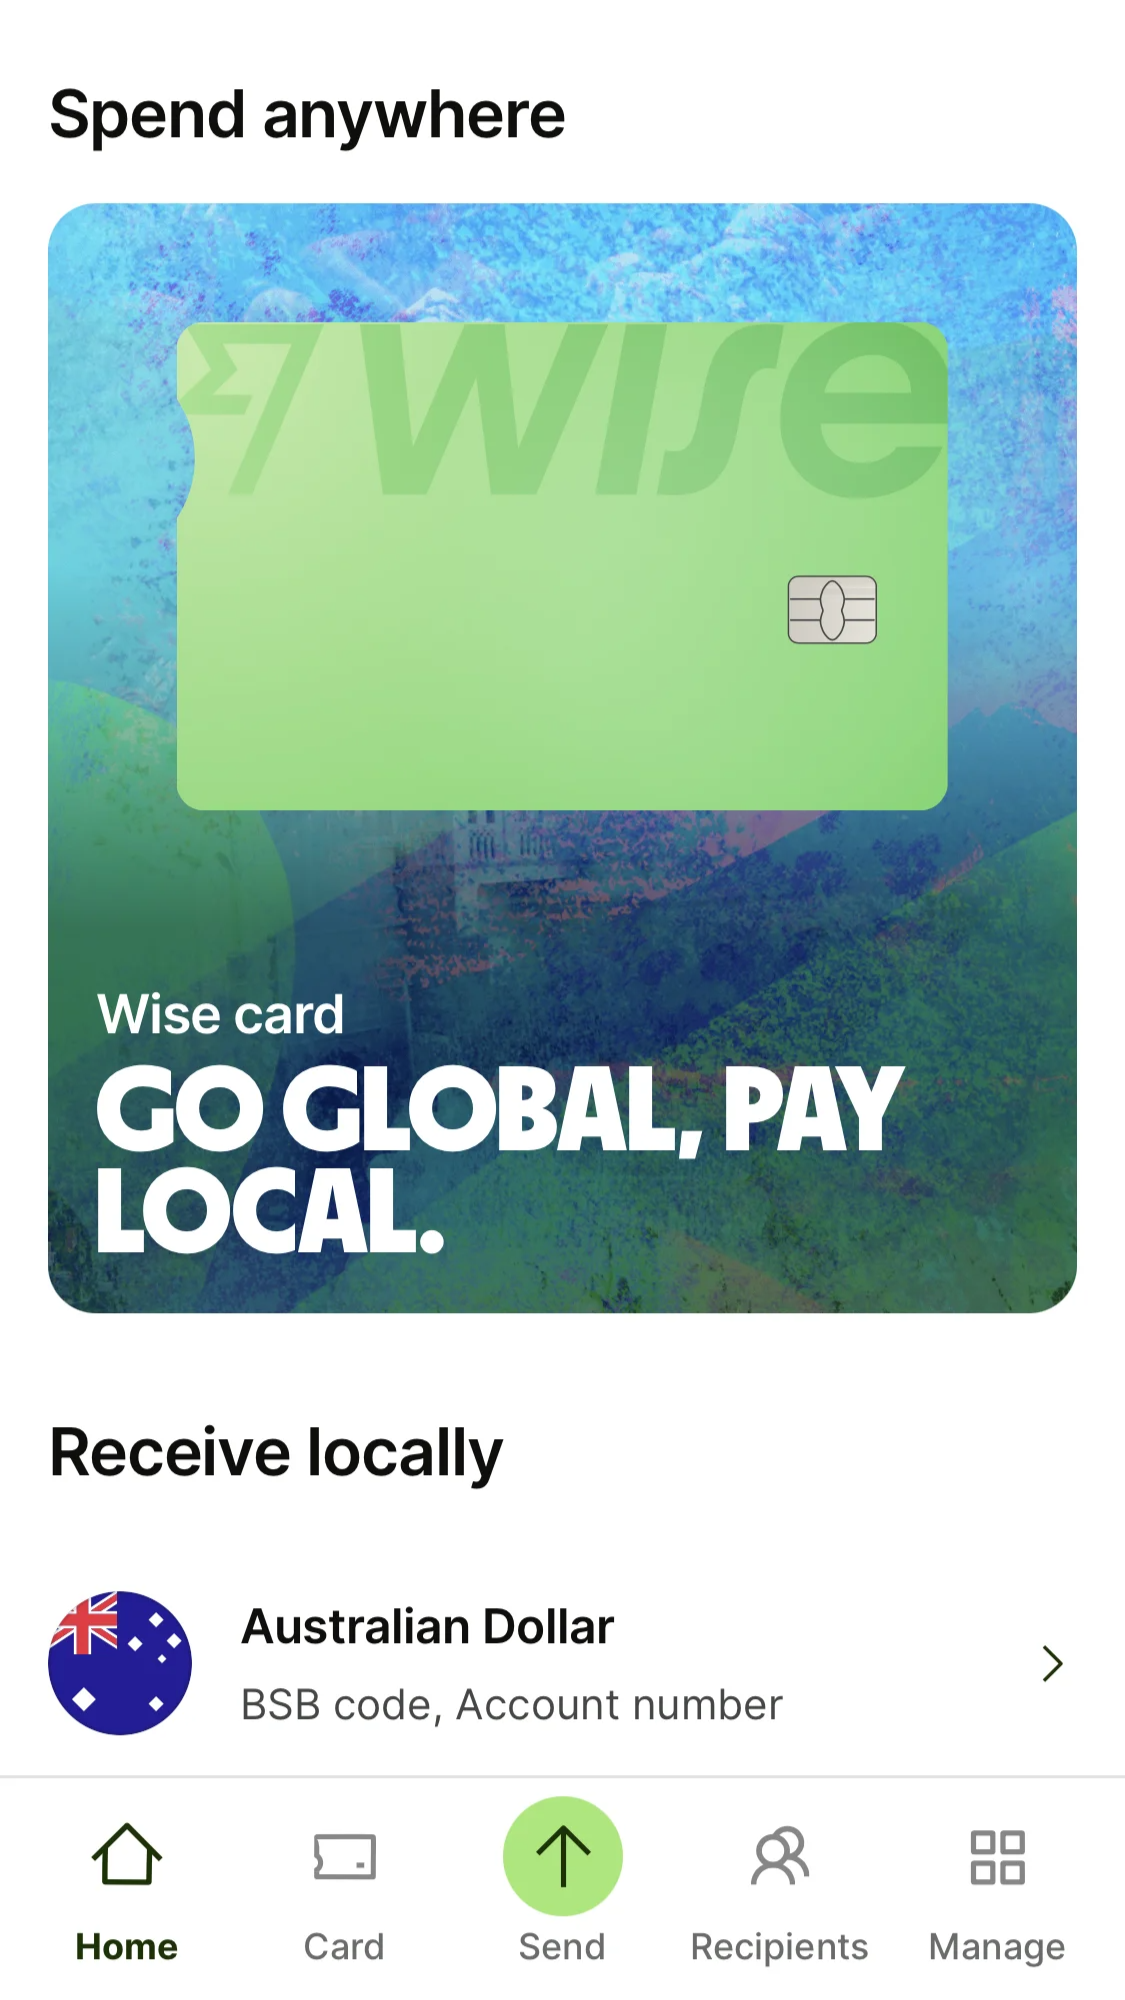 Spend anywhere
wise
Wise card
GO GLOBAL, PAY
LOCAL.
Receive locally
Australian Dollar
BSB code, Account number
Home
Card
Send
Recipients
Manage